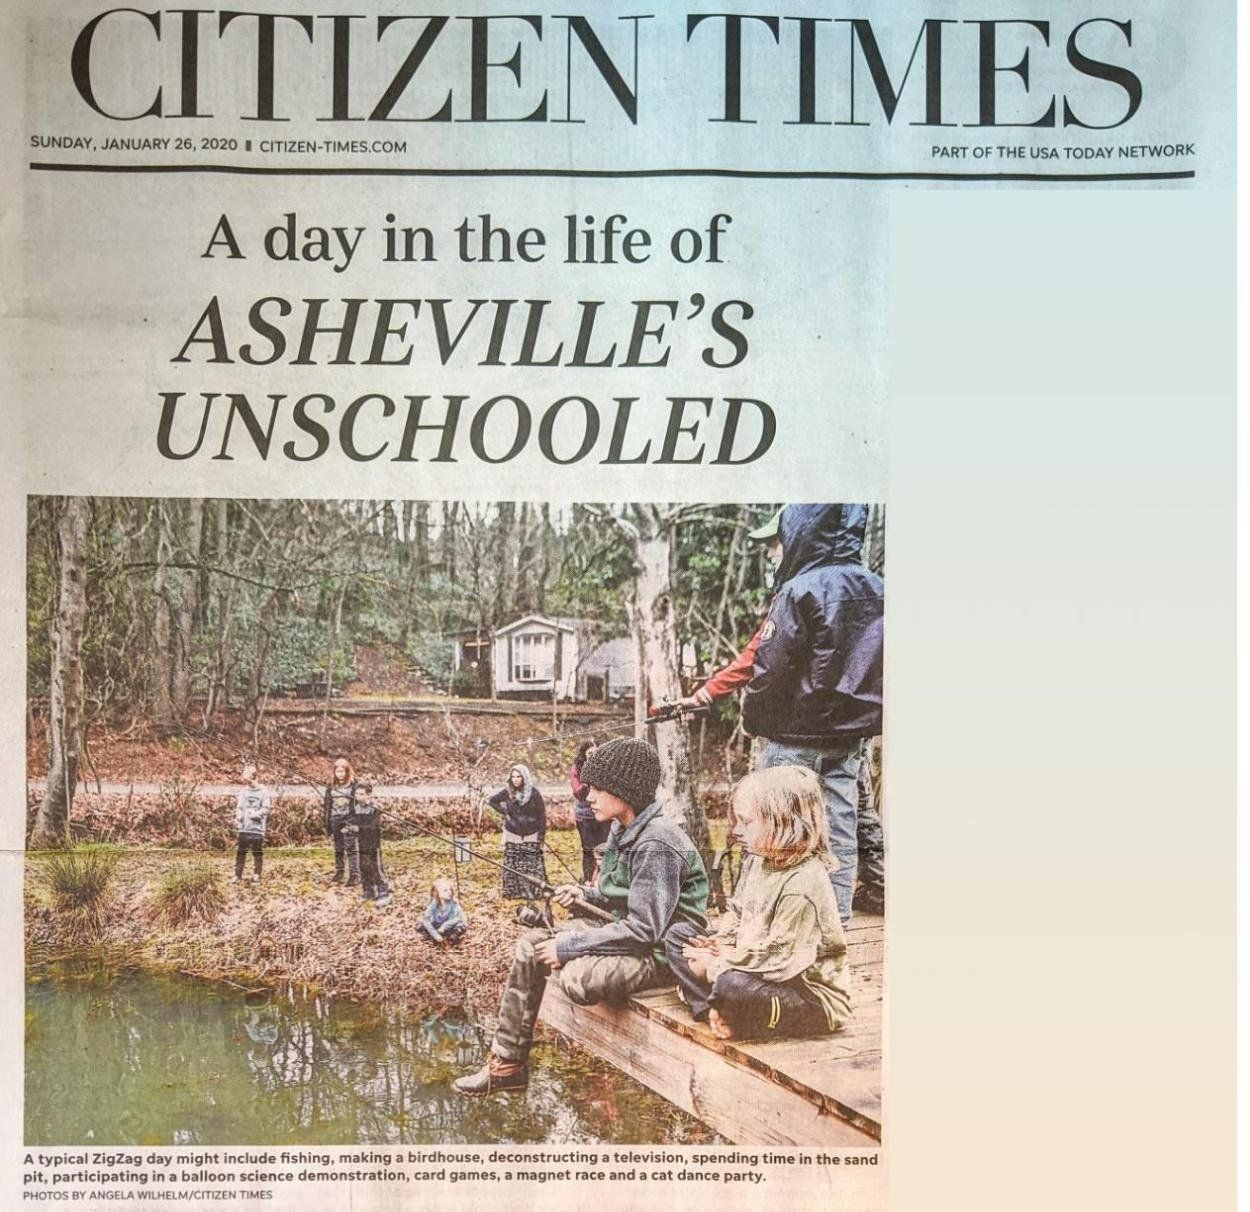 CITIZEN TIMES
SUNDAY, JANUARY 26, 2020 ▮ CITIZEN-TIMES.COM
PART OF THE USA TODAY NETWORK
A day in the life of
ASHEVILLE’S
UNSCHOOLED
A typical ZigZag day might include fishing, making a birdhouse, deconstructing a television, spending time in the sand
pit, participating in a balloon science demonstration, card games, a magnet race and a cat dance party.
PHOTOS BY ANGELA WILHELM/CITIZEN TIMES